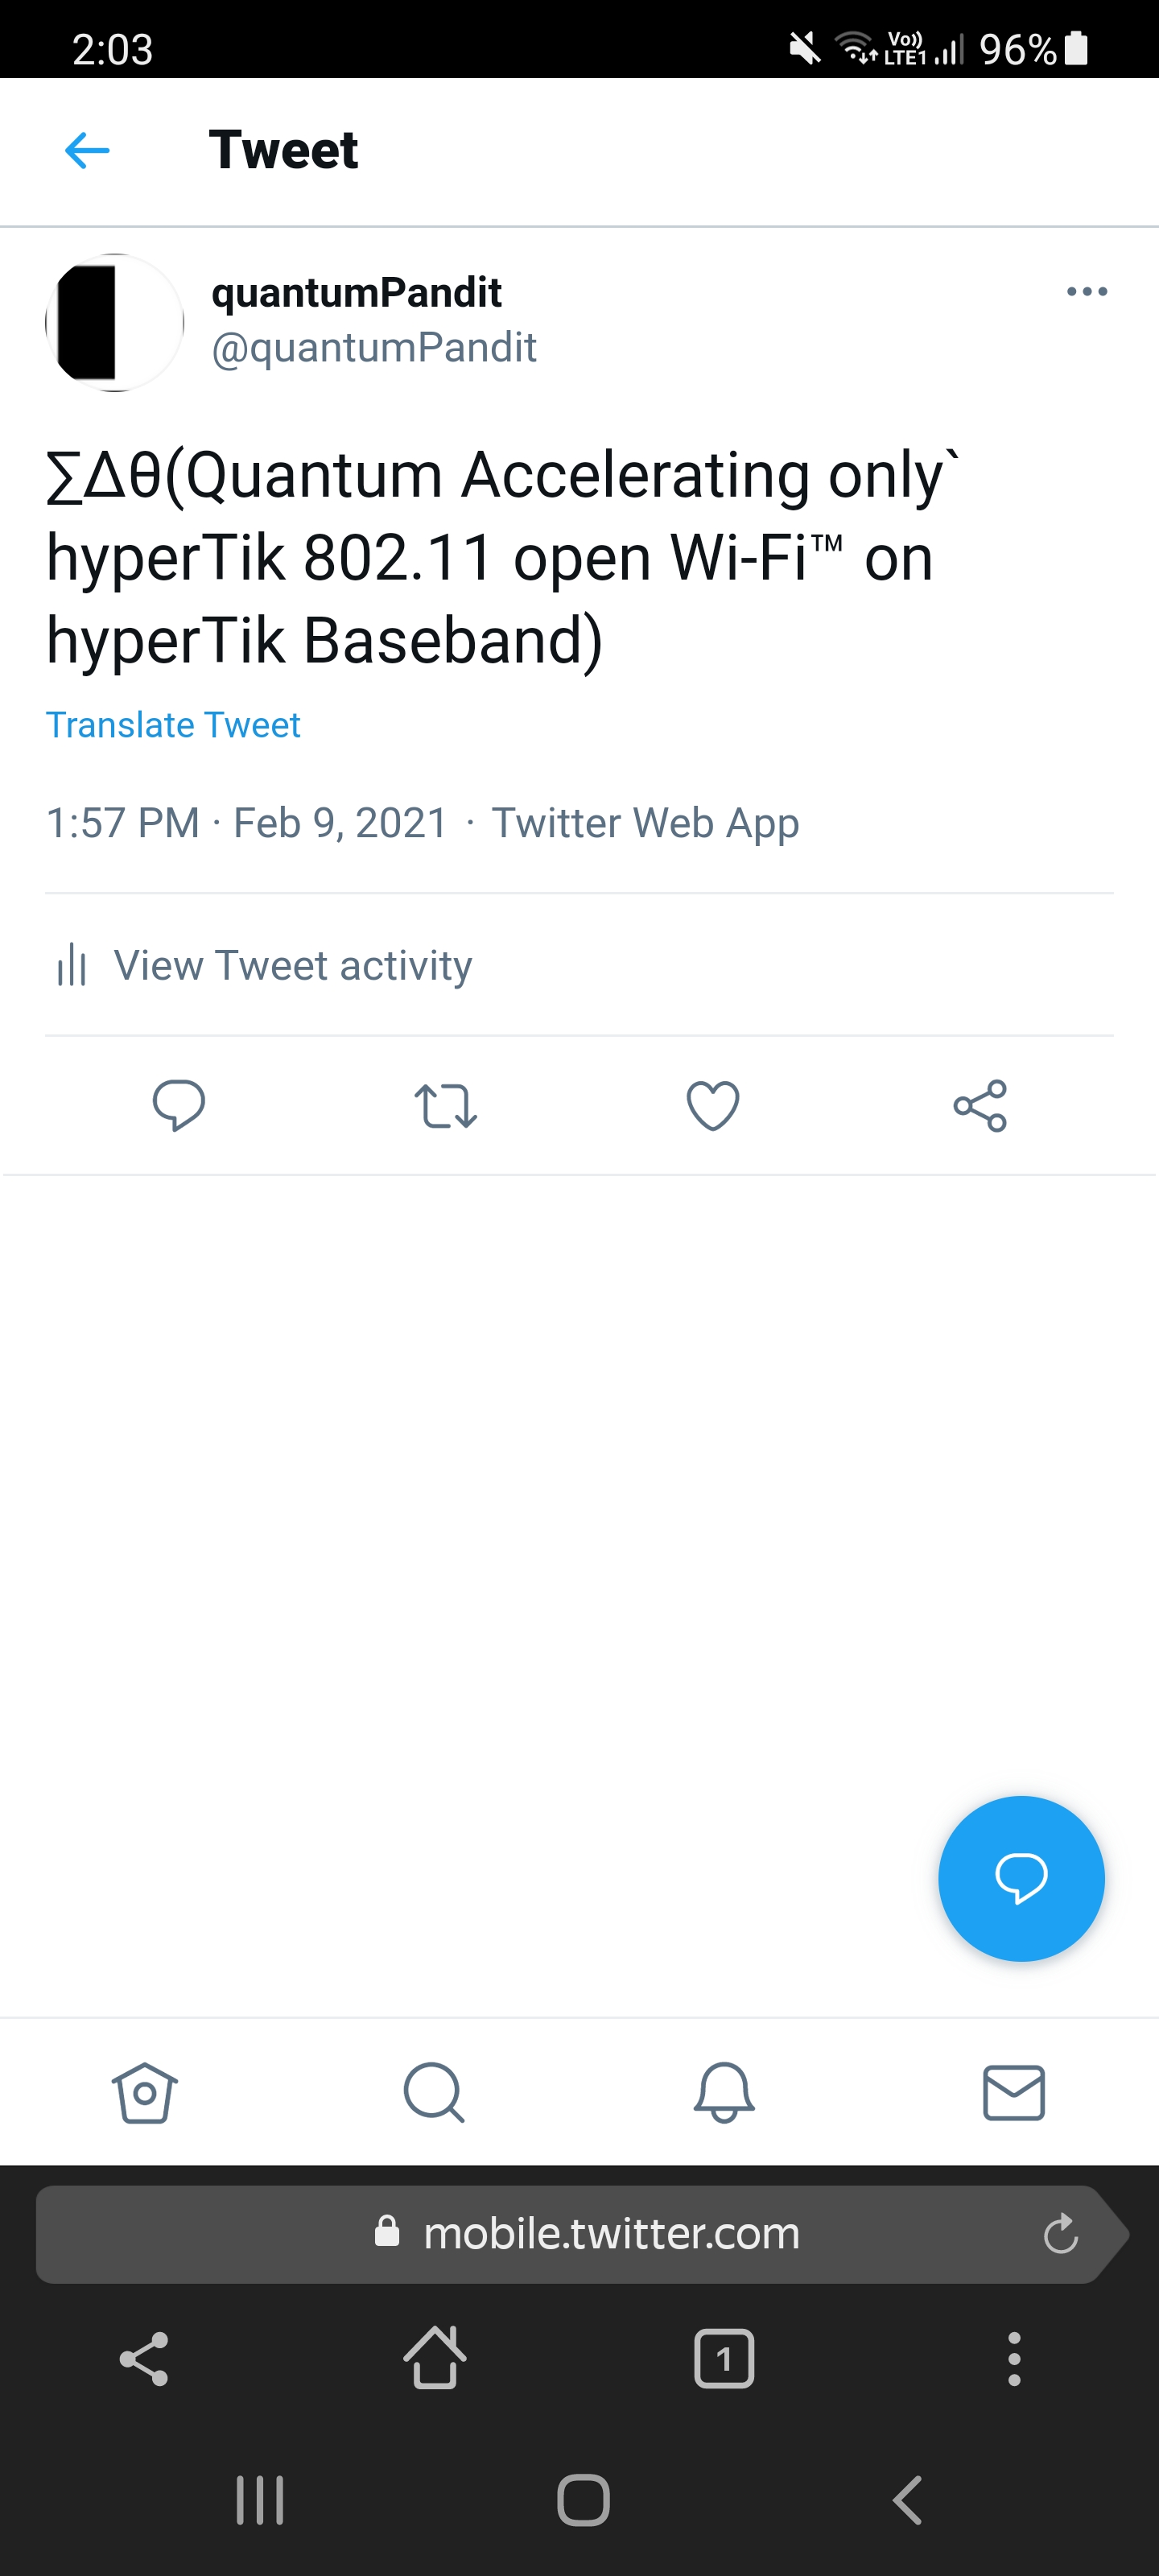 2:03
Vo))
LTE1
96%
Tweet
quantumPandit
@quantumPandit
∑Δθ(Quantum Accelerating only`
hyperTik 802.11 open Wi-Fi™ on
hyperTik Baseband)
Translate Tweet
1:57 PM · Feb 9, 2021 · Twitter Web App
View Tweet activity
mobile.twitter.com
1